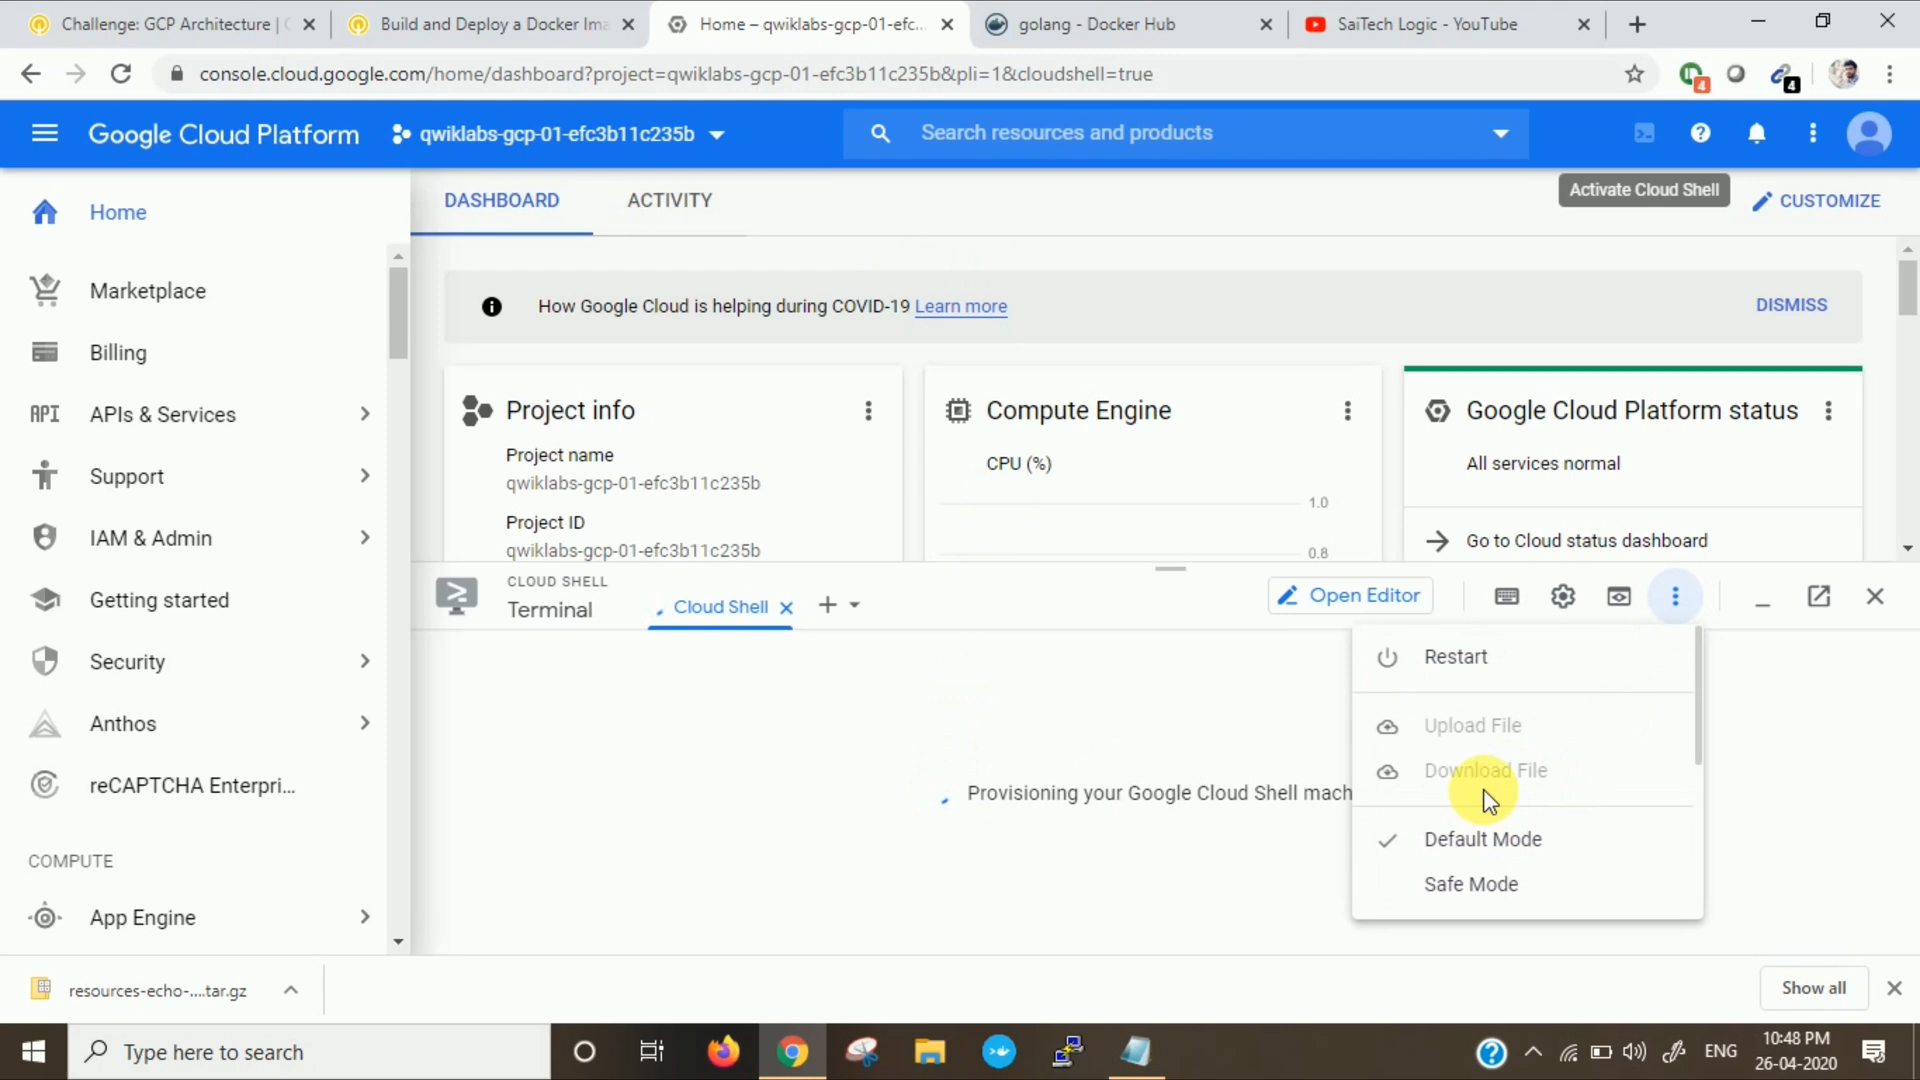 Challenge: GCP Architecture |
Build and Deploy a Docker Ima
Home – qwiklabs-gcp-01-efc...
golang - Docker Hub
SaiTech Logic - YouTube
console.cloud.google.com/home/dashboard?project=qwiklabs-gcp-01-efc3b11c235b&pli=1&cloudshell=true
4
4
Google Cloud Platform
qwiklabs-gcp-01-efc3b11c235b
Search resources and products
Home
DASHBOARD
ACTIVITY
Activate Cloud Shell
CUSTOMIZE
Marketplace
Billing
API APIs & Services
Support
IAM & Admin
Getting started
Security
Anthos
reCAPTCHA Enterpri...
COMPUTE
App Engine
How Google Cloud is helping during COVID-19 Learn more
DISMISS
Project info
Project name
qwiklabs-gcp-01-efc3b11c235b
Project ID
qwiklabs-gcp-01-efc3b11c235b
Compute Engine
CPU (%)
1.0
0.8
Google Cloud Platform status
All services normal
Go to Cloud status dashboard
CLOUD SHELL
Terminal
Cloud Shell
Open Editor
Provisioning your Google Cloud Shell mach
Restart
Upload File
Download File
Default Mode
Safe Mode
resources-echo-....tar.gz
Show all
Type here to search
ENG
10:48 PM
26-04-2020